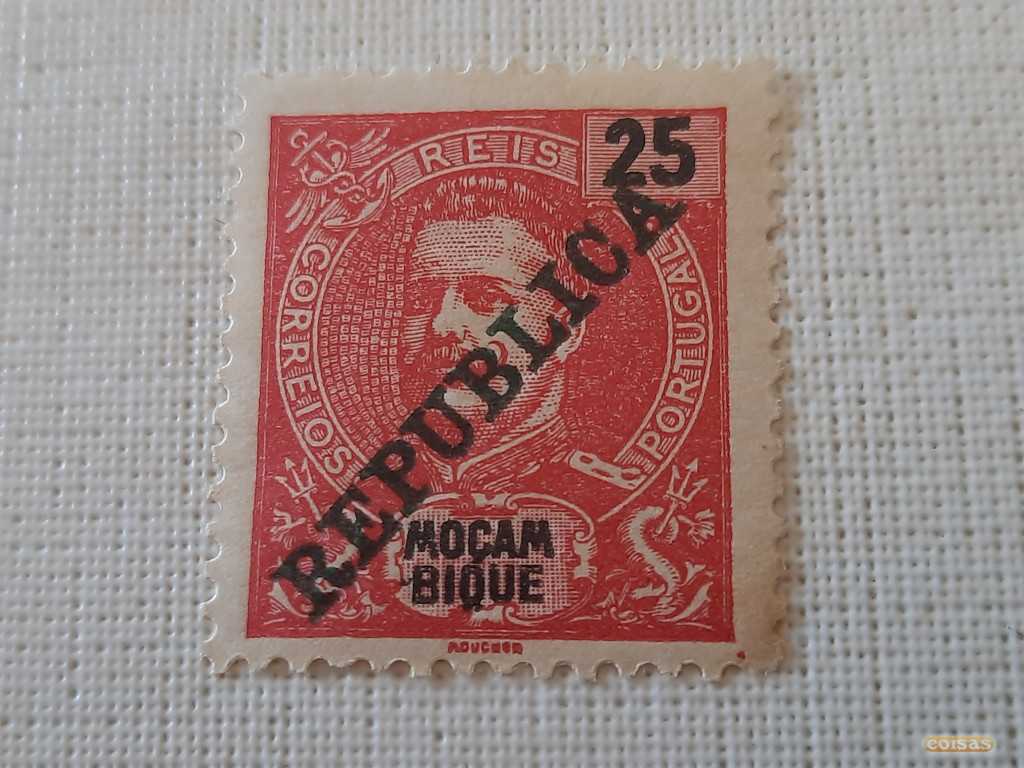 REIS
25
CORREIOS
PORTUGAL
REPUBLICA
MOÇAM
BIQUE
MOUCHON
coisas